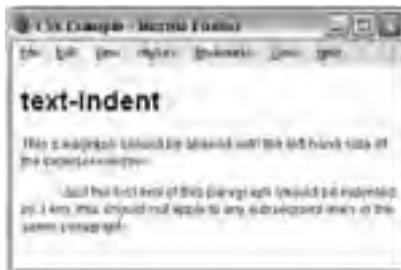 CSS Example - Mozilla Firefox
File Edit View History Bookmarks Tools Help
text-indent
This paragraph should be aligned with the left hand side of
the browser window.
Just the first line of this paragraph should be indented
by 3 em, this should not apply to any subsequent lines in the
same paragraph.